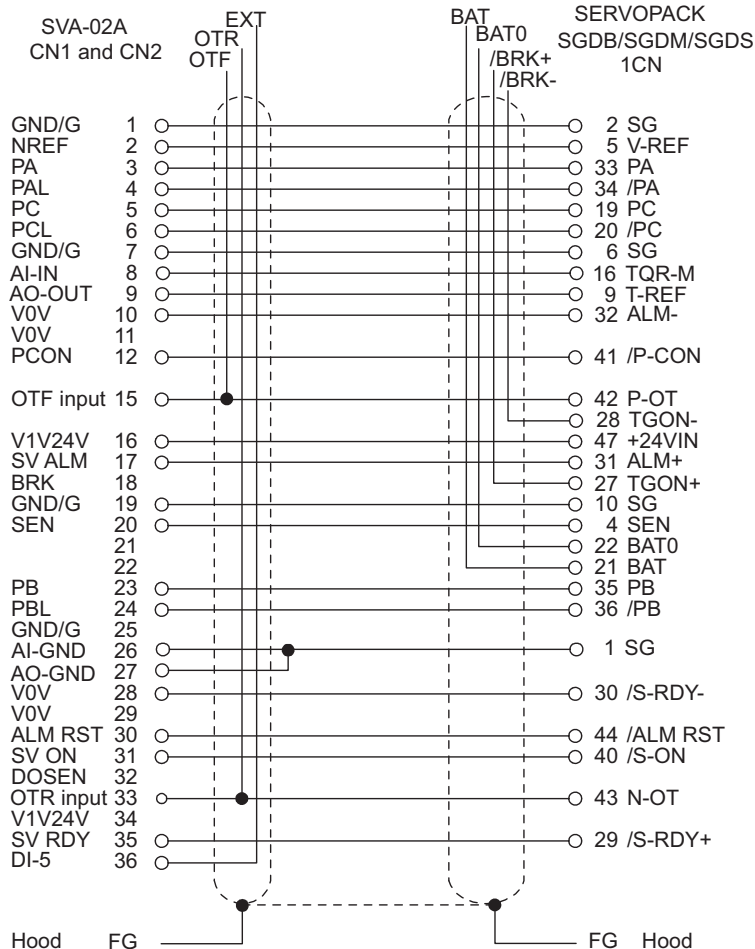 SVA-02A
CN1 and CN2
OTF
OTR
EXT
BAT
BAT0
/BRK+
/BRK-
SERVOPACK
SGDB/SGDM/SGDS
1CN
GND/G 1 2 SG
NREF 2 5 V-REF
PA 3 33 PA
PAL 4 34 /PA
PC 5 19 PC
PCL 6 20 /PC
GND/G 7 6 SG
AI-IN 8 16 TQR-M
AO-OUT 9 9 T-REF
V0V 10 32 ALM-
V0V 11
PCON 12 41 /P-CON
OTF input 15 42 P-OT
28 TGON-
V1V24V 16 47 +24VIN
SV ALM 17 31 ALM+
BRK 18 27 TGON+
GND/G 19 10 SG
SEN 20 4 SEN
21 22 BAT0
22 21 BAT
PB 23 35 PB
PBL 24 36 /PB
GND/G 25
AI-GND 26 1 SG
AO-GND 27
V0V 28 30 /S-RDY-
V0V 29
ALM RST 30 44 /ALM RST
SV ON 31 40 /S-ON
DOSEN 32
OTR input 33 43 N-OT
V1V24V 34
SV RDY 35 29 /S-RDY+
DI-5 36
Hood FG FG Hood